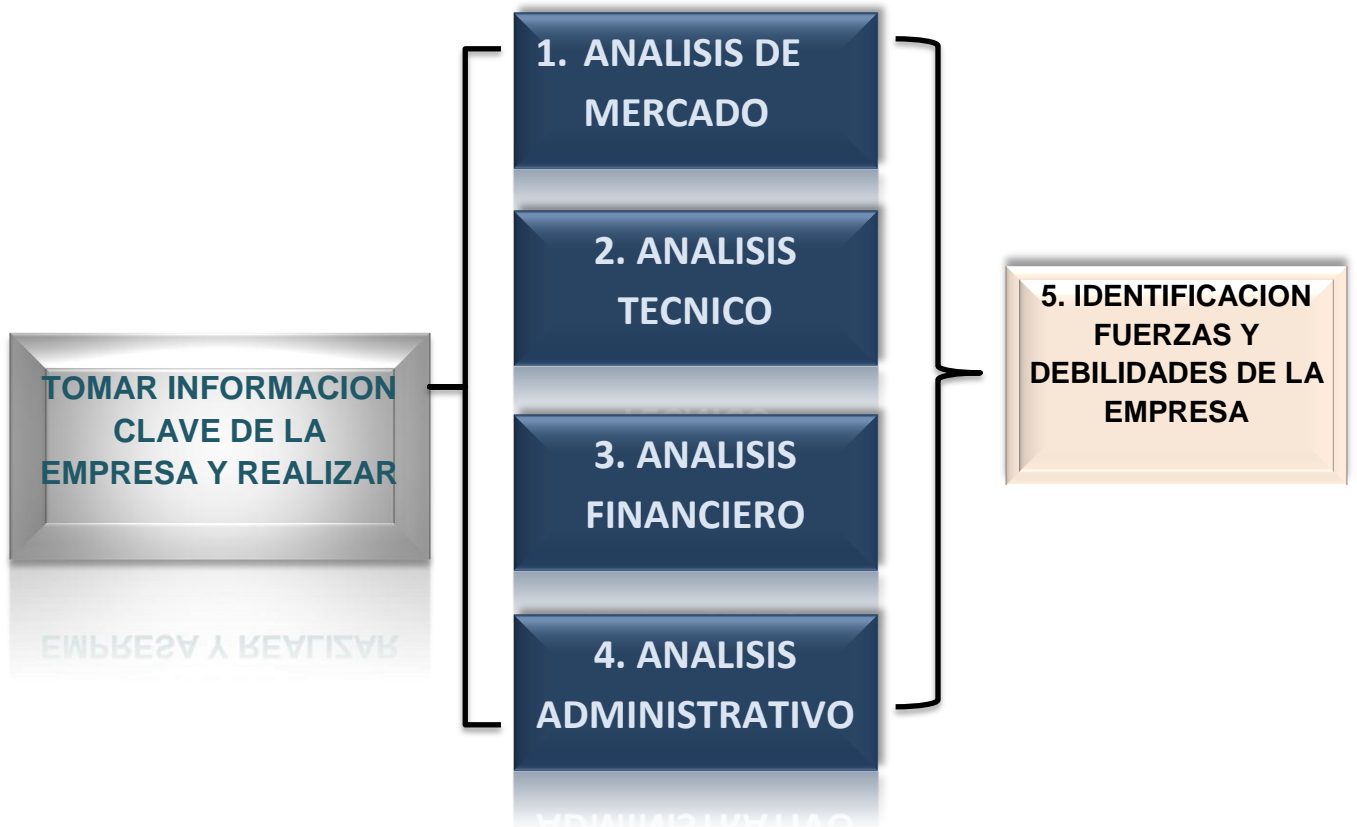 TOMAR INFORMACION
CLAVE DE LA
EMPRESA Y REALIZAR
1. ANALISIS DE
MERCADO
2. ANALISIS
TECNICO
3. ANALISIS
FINANCIERO
4. ANALISIS
ADMINISTRATIVO
5. IDENTIFICACION
FUERZAS Y
DEBILIDADES DE LA
EMPRESA